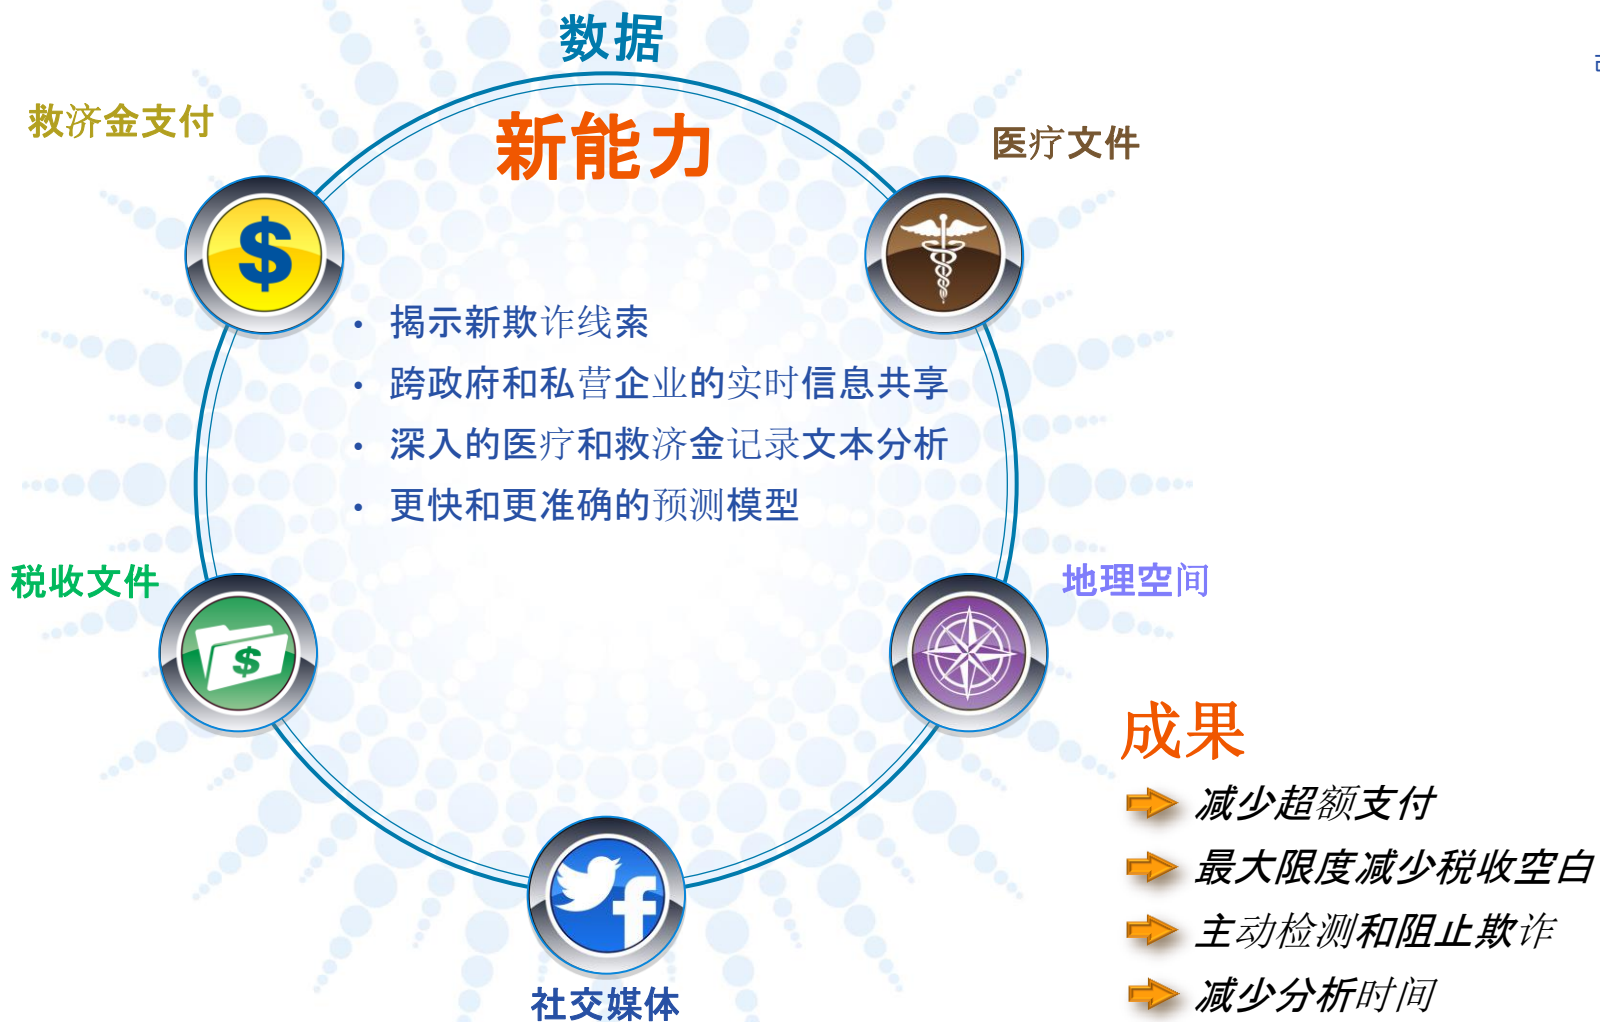 数据
救济金支付
新能力
医疗文件
$
• 揭示新欺诈线索
• 跨政府和私营企业的实时信息共享
• 深入的医疗和救济金记录文本分析
• 更快和更准确的预测模型
税收文件
地理空间
$
成果
减少超额支付
最大限度减少税收空白
主动检测和阻止欺诈
减少分析时间
社交媒体